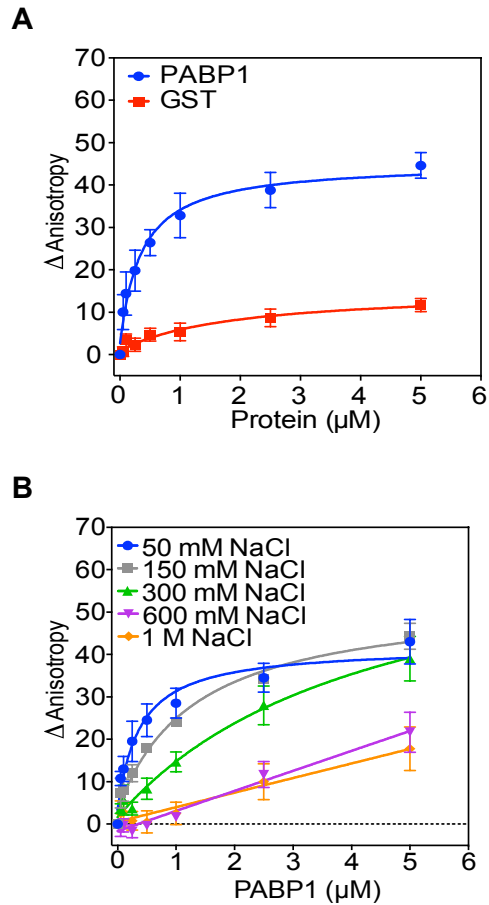 A
70
60
50
40
30
20
10
0
Δ Anisotropy
PABP1
GST
0 1 2 3 4 5 6
Protein (μM)
B
70
60
50
40
30
20
10
0
Δ Anisotropy
50 mM NaCl
150 mM NaCl
300 mM NaCl
600 mM NaCl
1 M NaCl
0 1 2 3 4 5 6
PABP1 (μM)